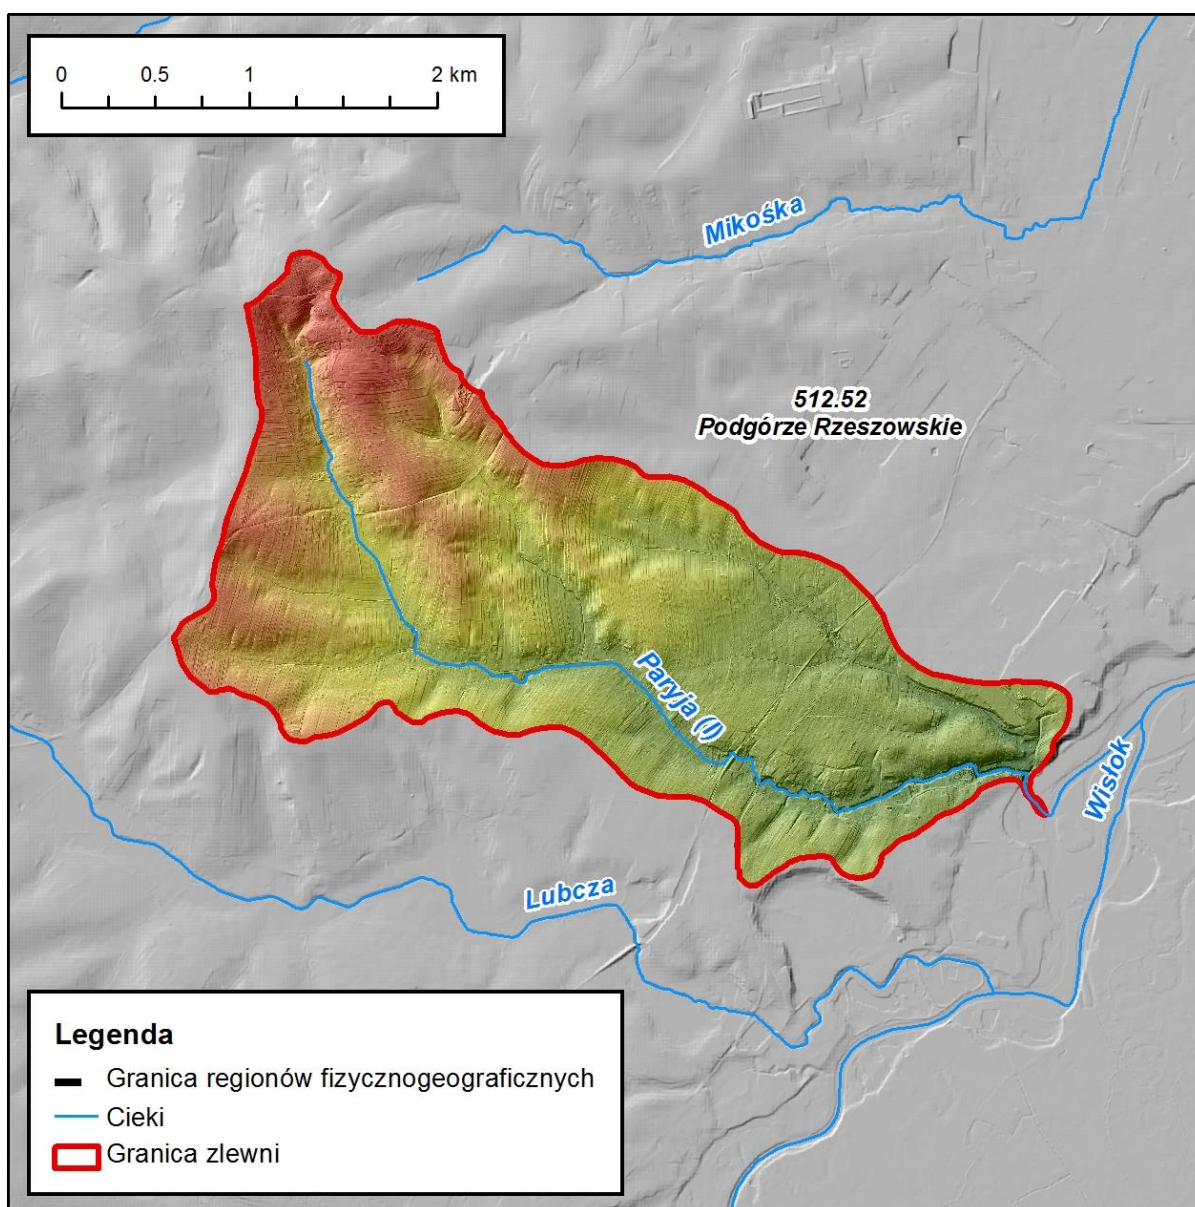 0 0.5 1 2 km
Mikośka
512.52
Podgórze Rzeszowskie
Paryja (I)
Wisłok
Lubcza
Legenda
Granica regionów fizycznogeograficznych
Cieki
Granica zlewni